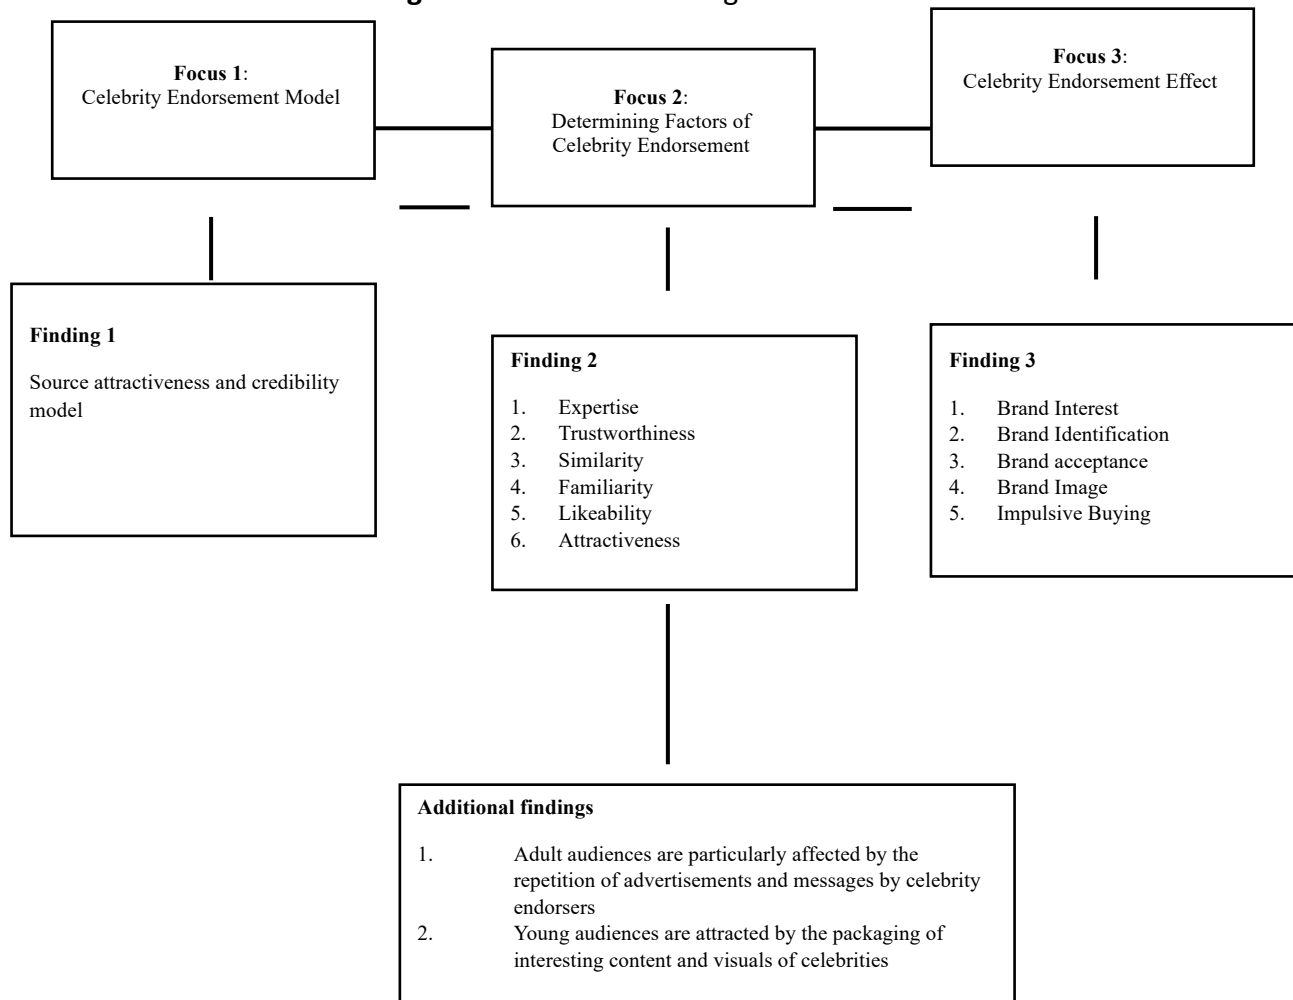 Focus 1:
Celebrity Endorsement Model
Focus 2:
Determining Factors of
Celebrity Endorsement
Focus 3:
Celebrity Endorsement Effect
Finding 1
Source attractiveness and credibility
model
Finding 2
1. Expertise
2. Trustworthiness
3. Similarity
4. Familiarity
5. Likeability
6. Attractiveness
Finding 3
1. Brand Interest
2. Brand Identification
3. Brand acceptance
4. Brand Image
5. Impulsive Buying
Additional findings
1. Adult audiences are particularly affected by the
repetition of advertisements and messages by celebrity
endorsers
2. Young audiences are attracted by the packaging of
interesting content and visuals of celebrities